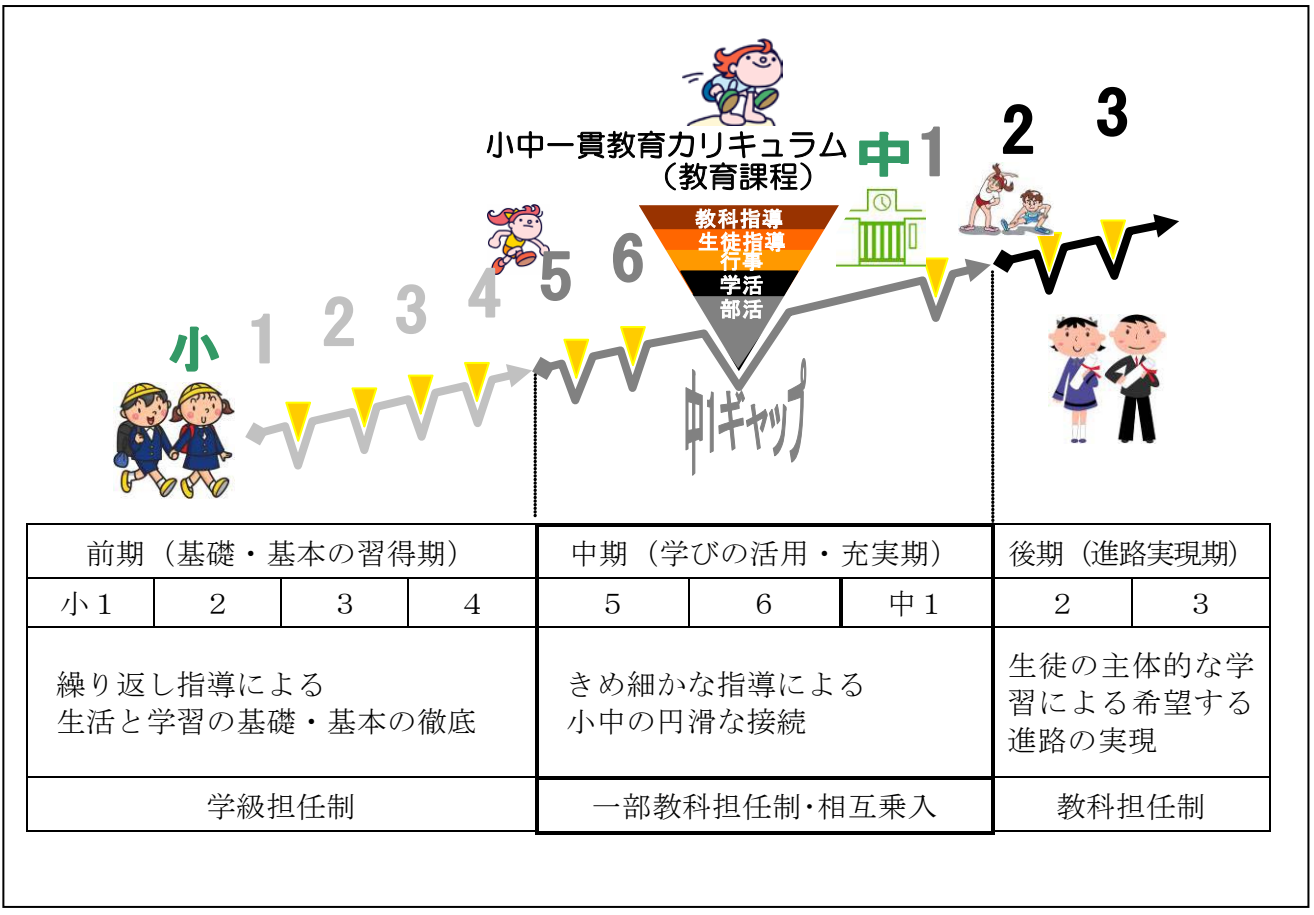 小中一貫教育カリキュラム
（教育課程）
小
1
2
3
4
5
6
中
1
2
3
教科指導
生徒指導
行事
学活
部活
中1ギャップ
前期（基礎・基本の習得期）
中期（学びの活用・充実期）
後期（進路実現期）
小１
２
３
４
５
６
中１
２
３
繰り返し指導による
生活と学習の基礎・基本の徹底
きめ細かな指導による
小中の円滑な接続
生徒の主体的な学
習による希望する
進路の実現
学級担任制
一部教科担任制･相互乗入
教科担任制